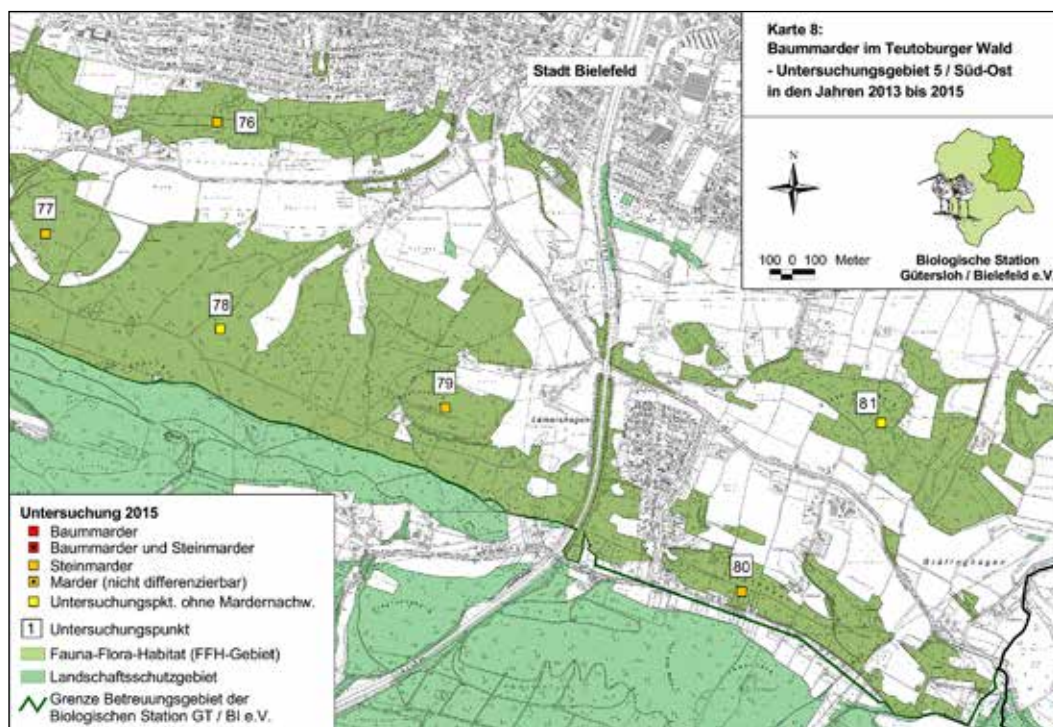 Karte 8:
Baummarder im Teutoburger Wald
- Untersuchungsgebiet 5 / Süd-Ost
in den Jahren 2013 bis 2015
Stadt Bielefeld
N
100 0 100 Meter
Biologische Station
Gütersloh / Bielefeld e.V.
76
77
78
79
80
81
Lämershagen
Gräfinghagen
Untersuchung 2015
Baummarder
Baummarder und Steinmarder
Steinmarder
Marder (nicht differenzierbar)
Untersuchungspkt. ohne Mardernachw.
1 Untersuchungspunkt
Fauna-Flora-Habitat (FFH-Gebiet)
Landschaftsschutzgebiet
Grenze Betreuungsgebiet der
Biologischen Station GT / BI e.V.